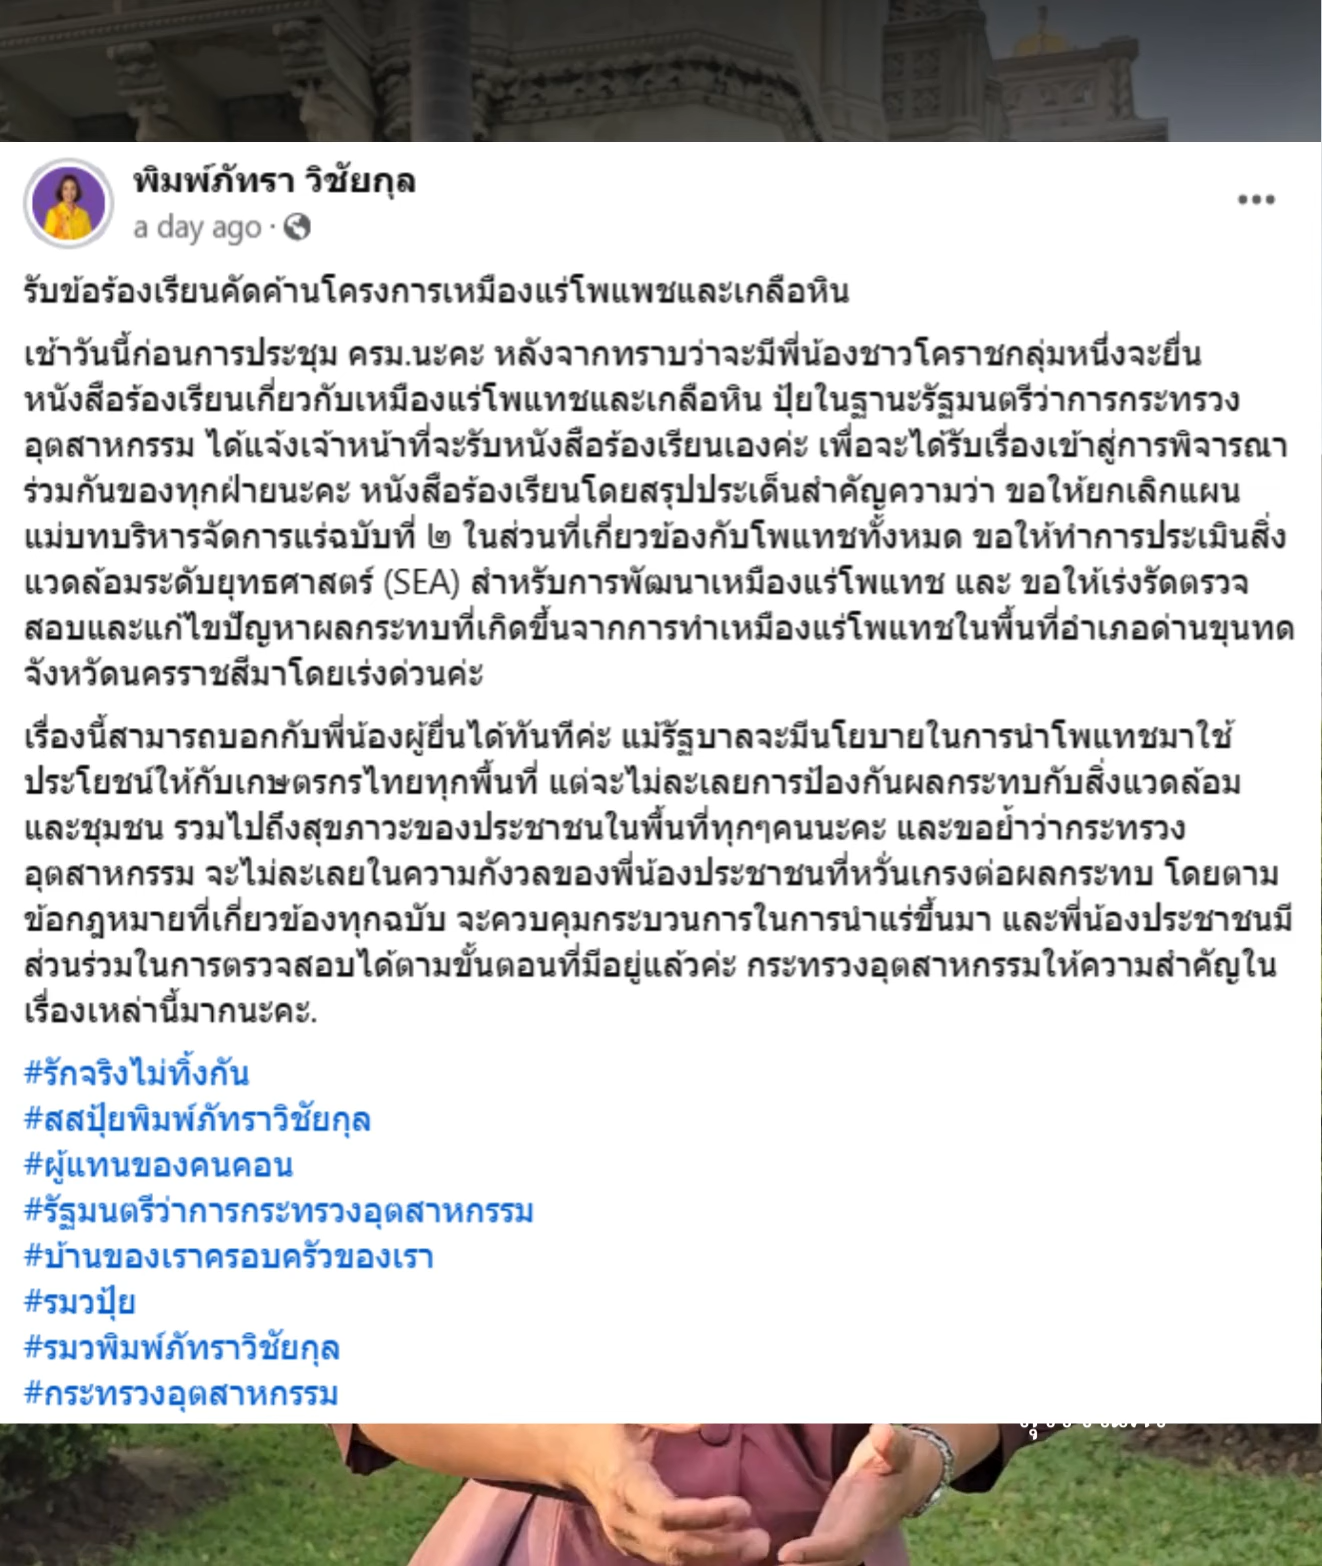 พิมพ์ภัทรา วิชัยกุล
a day ago ·
รับข้อร้องเรียนคัดค้านโครงการเหมืองแร่โพแพชและเกลือหิน
เช้าวันนี้ก่อนการประชุม ครม.นะคะ หลังจากทราบว่าจะมีพี่น้องชาวโคราชกลุ่มหนึ่งจะยื่น
หนังสือร้องเรียนเกี่ยวกับเหมืองแร่โพแทชและเกลือหิน ปุ้ยในฐานะรัฐมนตรีว่าการกระทรวง
อุตสาหกรรม ได้แจ้งเจ้าหน้าที่จะรับหนังสือร้องเรียนเองค่ะ เพื่อจะได้รับเรื่องเข้าสู่การพิจารณา
ร่วมกันของทุกฝ่ายนะคะ หนังสือร้องเรียนโดยสรุปประเด็นสำคัญความว่า ขอให้ยกเลิกแผน
แม่บทบริหารจัดการแร่ฉบับที่ ๒ ในส่วนที่เกี่ยวข้องกับโพแทชทั้งหมด ขอให้ทำการประเมินสิ่ง
แวดล้อมระดับยุทธศาสตร์ (SEA) สำหรับการพัฒนาเหมืองแร่โพแทช และ ขอให้เร่งรัดตรวจ
สอบและแก้ไขปัญหาผลกระทบที่เกิดขึ้นจากการทำเหมืองแร่โพแทชในพื้นที่อำเภอด่านขุนทด
จังหวัดนครราชสีมาโดยเร่งด่วนค่ะ
เรื่องนี้สามารถบอกกับพี่น้องผู้ยื่นได้ทันทีค่ะ แม้รัฐบาลจะมีนโยบายในการนำโพแทชมาใช้
ประโยชน์ให้กับเกษตรกรไทยทุกพื้นที่ แต่จะไม่ละเลยการป้องกันผลกระทบกับสิ่งแวดล้อม
และชุมชน รวมไปถึงสุขภาวะของประชาชนในพื้นที่ทุกๆคนนะคะ และขอย้ำว่ากระทรวง
อุตสาหกรรม จะไม่ละเลยในความกังวลของพี่น้องประชาชนที่หวั่นเกรงต่อผลกระทบ โดยตาม
ข้อกฎหมายที่เกี่ยวข้องทุกฉบับ จะควบคุมกระบวนการในการนำแร่ขึ้นมา และพี่น้องประชาชนมี
ส่วนร่วมในการตรวจสอบได้ตามขั้นตอนที่มีอยู่แล้วค่ะ กระทรวงอุตสาหกรรมให้ความสำคัญใน
เรื่องเหล่านี้มากนะคะ.
#รักจริงไม่ทิ้งกัน
#สสปุ้ยพิมพ์ภัทราวิชัยกุล
#ผู้แทนของคนคอน
#รัฐมนตรีว่าการกระทรวงอุตสาหกรรม
#บ้านของเราครอบครัวของเรา
#รมวปุ้ย
#รมวพิมพ์ภัทราวิชัยกุล
#กระทรวงอุตสาหกรรม